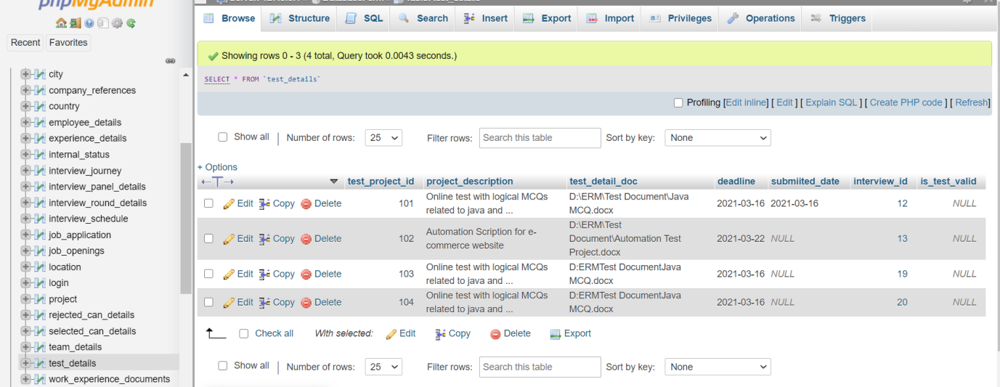 phpMyAdmin
Browse Structure SQL Search Insert Export Import Privileges Operations Triggers
Recent Favorites
Showing rows 0 - 3 (4 total, Query took 0.0043 seconds.)
SELECT * FROM `test_details`
Profiling [Edit inline] [ Edit ] [ Explain SQL ] [ Create PHP code ] [ Refresh]
city
company_references
country
employee_details
experience_details
internal_status
interview_journey
interview_panel_details
interview_round_details
interview_schedule
job_application
job_openings
location
login
project
rejected_can_details
selected_can_details
team_details
test_details
work_experience_documents
Show all Number of rows: 25 Filter rows: Search this table Sort by key: None
+ Options
test_project_id project_description test_detail_doc deadline submiited_date interview_id is_test_valid
Edit Copy Delete 101 Online test with logical MCQs D:\ERM\Test Document\Java 2021-03-16 2021-03-16 12 NULL
related to java and ... MCQ.docx
Edit Copy Delete 102 Automation Scription for e- D:\ERM\Test 2021-03-22 NULL 13 NULL
commerce website Document\Automation Test
Project.docx
Edit Copy Delete 103 Online test with logical MCQs D:ERMTest DocumentJava 2021-03-16 NULL 19 NULL
related to java and ... MCQ.docx
Edit Copy Delete 104 Online test with logical MCQs D:ERMTest DocumentJava 2021-03-16 NULL 20 NULL
related to java and ... MCQ.docx
Check all With selected: Edit Copy Delete Export
Show all Number of rows: 25 Filter rows: Search this table Sort by key: None